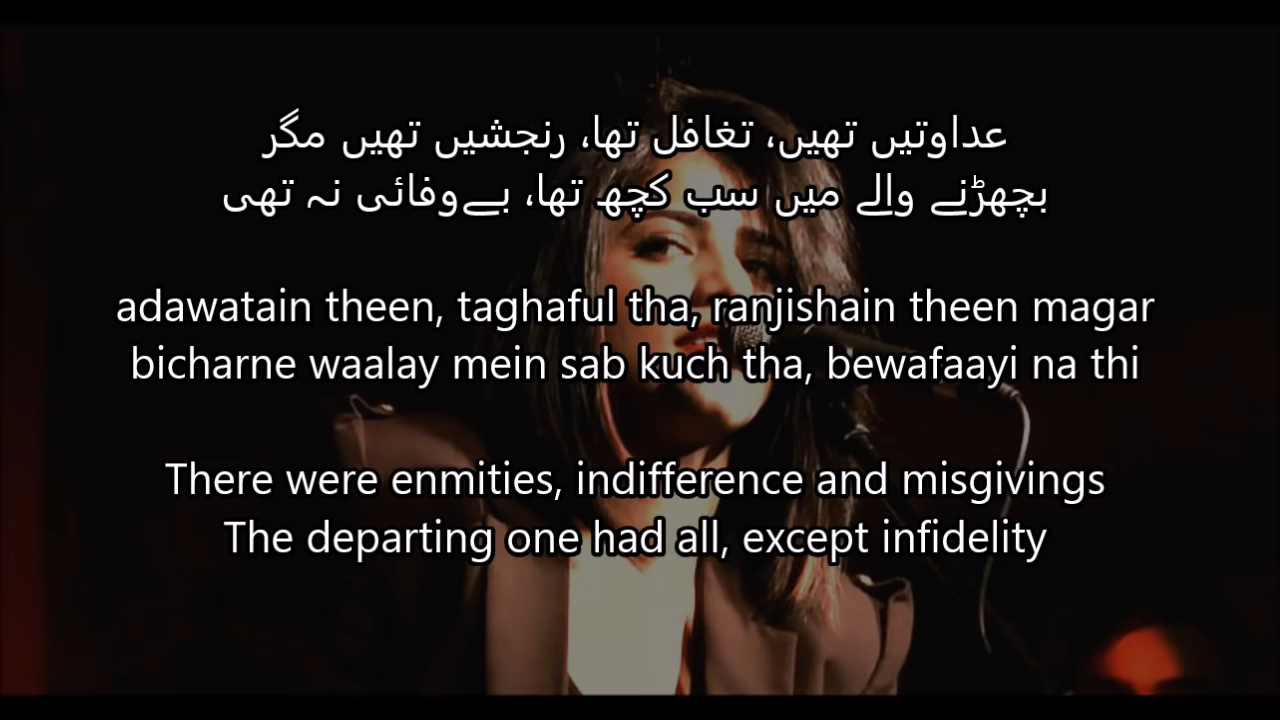 عداوتیں تھیں، تغافل تھا، رنجشیں تھیں مگر
بچھڑنے والے میں سب کچھ تھا، بےوفائی نہ تھی
adawatain theen, taghaful tha, ranjishain theen magar
bicharne waalay mein sab kuch tha, bewafaayi na thi
There were enmities, indifference and misgivings
The departing one had all, except infidelity